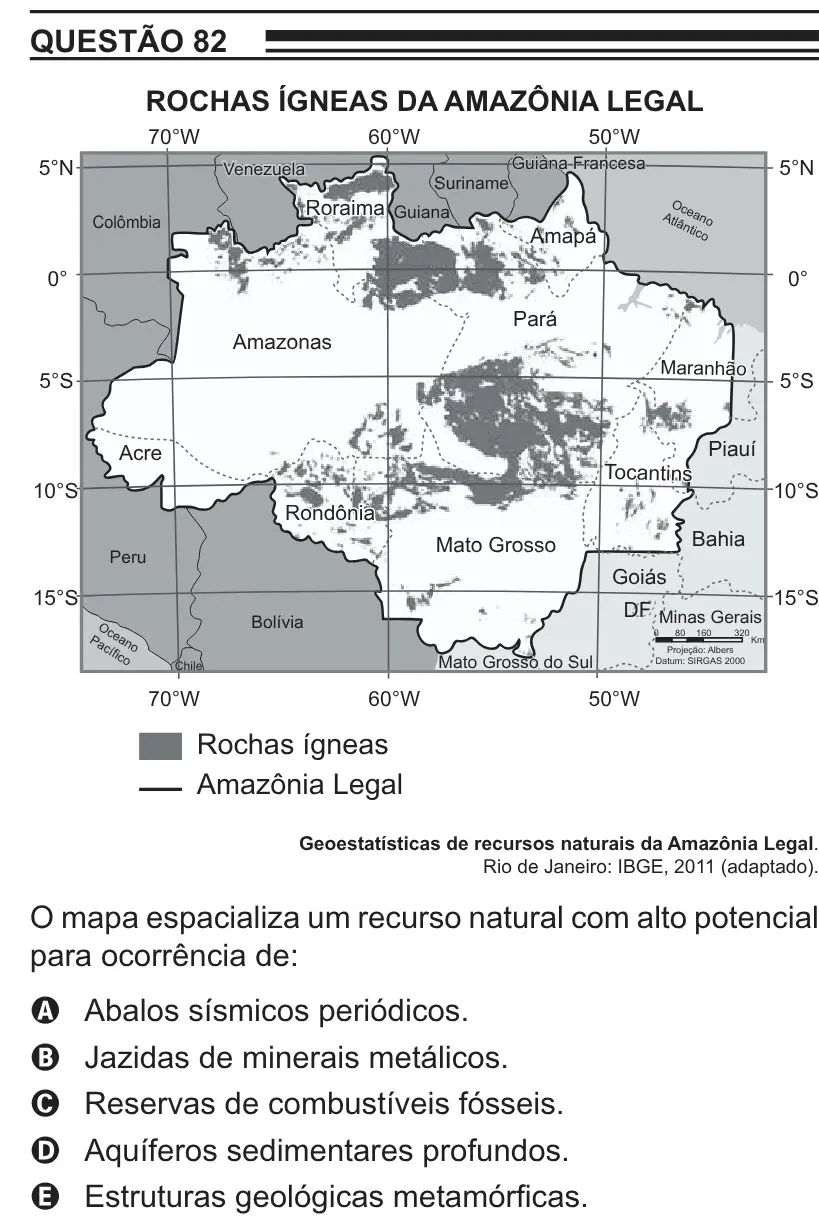 QUESTÃO 82
ROCHAS ÍGNEAS DA AMAZÔNIA LEGAL
70°W 60°W 50°W
5°N Venezuela Guiana Francesa 5°N
Suriname
Colômbia Roraima Guiana Oceano
Atlântico
Amapá
0° 0°
Pará
Amazonas
Maranhão
5°S 5°S
Acre Piauí
Tocantins
10°S 10°S
Rondônia
Mato Grosso Bahia
Peru
Goiás
15°S 15°S
DF Minas Gerais
Bolívia
0 80 160 320 Km
Oceano
Pacífico
Projeção: Albers
Chile Mato Grosso do Sul Datum: SIRGAS 2000
70°W 60°W 50°W
Rochas ígneas
Amazônia Legal
Geoestatísticas de recursos naturais da Amazônia Legal.
Rio de Janeiro: IBGE, 2011 (adaptado).
O mapa espacializa um recurso natural com alto potencial
para ocorrência de:
A Abalos sísmicos periódicos.
B Jazidas de minerais metálicos.
C Reservas de combustíveis fósseis.
D Aquíferos sedimentares profundos.
E Estruturas geológicas metamórficas.